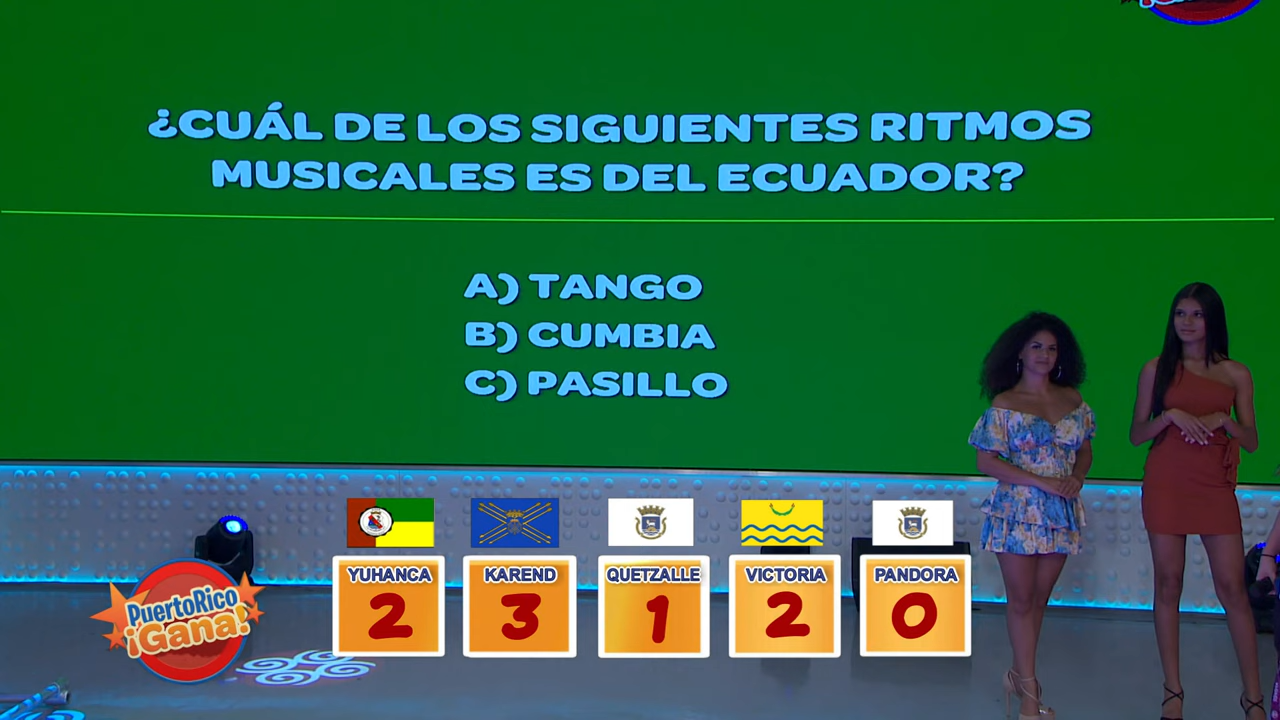 ¿CUÁL DE LOS SIGUIENTES RITMOS
MUSICALES ES DEL ECUADOR?
A) TANGO
B) CUMBIA
C) PASILLO
YUHANCA
KAREND
QUETZALLE
VICTORIA
PANDORA
2
3
1
2
0
PuertoRico
¡Gana!